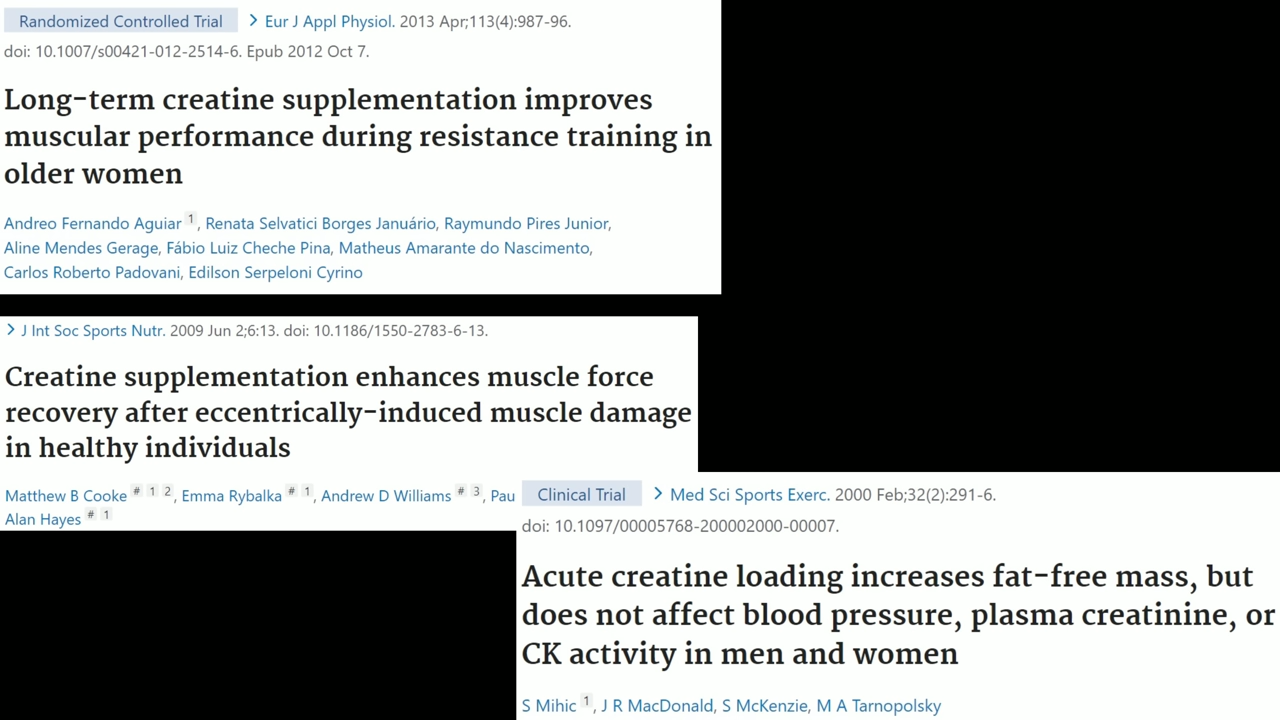 Randomized Controlled Trial > Eur J Appl Physiol. 2013 Apr;113(4):987-96.
doi: 10.1007/s00421-012-2514-6. Epub 2012 Oct 7.
Long-term creatine supplementation improves
muscular performance during resistance training in
older women
Andreo Fernando Aguiar 1, Renata Selvatici Borges Januário, Raymundo Pires Junior,
Aline Mendes Gerage, Fábio Luiz Cheche Pina, Matheus Amarante do Nascimento,
Carlos Roberto Padovani, Edilson Serpeloni Cyrino
> J Int Soc Sports Nutr. 2009 Jun 2;6:13. doi: 10.1186/1550-2783-6-13.
Creatine supplementation enhances muscle force
recovery after eccentrically-induced muscle damage
in healthy individuals
Matthew B Cooke # 1 2, Emma Rybalka # 1, Andrew D Williams # 3, Pau
Alan Hayes # 1
Clinical Trial > Med Sci Sports Exerc. 2000 Feb;32(2):291-6.
doi: 10.1097/00005768-200002000-00007.
Acute creatine loading increases fat-free mass, but
does not affect blood pressure, plasma creatinine, or
CK activity in men and women
S Mihic 1, J R MacDonald, S McKenzie, M A Tarnopolsky